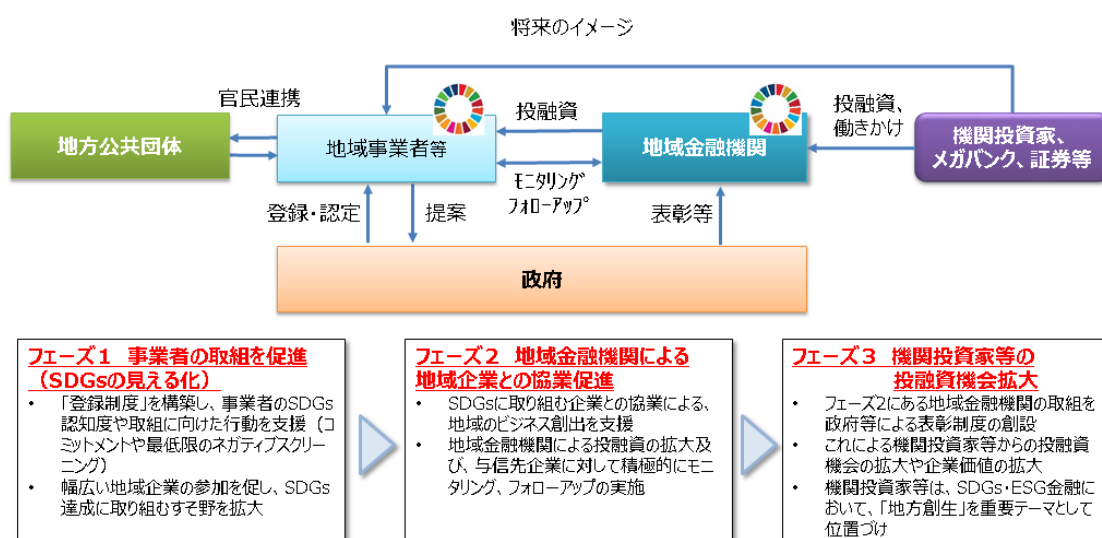 将来のイメージ
官民連携
投融資
投融資、
働きかけ
地方公共団体
地域事業者等
地域金融機関
機関投資家、
メガバンク、証券等
モニタリング
フォローアップ
登録・認定
提案
表彰等
政府
フェーズ1 事業者の取組を促進
（SDGsの見える化）
• 「登録制度」を構築し、事業者のSDGs
認知度や取組に向けた行動を支援（コ
ミットメントや最低限のネガティブスクリー
ニング）
• 幅広い地域企業の参加を促し、SDGs
達成に取り組むすそ野を拡大
フェーズ2 地域金融機関による
地域企業との協業促進
• SDGsに取り組む企業との協業による、
地域のビジネス創出を支援
• 地域金融機関による投融資の拡大及
び、与信先企業に対して積極的にモニ
タリング、フォローアップの実施
フェーズ3 機関投資家等の
投融資機会拡大
• フェーズ2にある地域金融機関の取組を
政府等による表彰制度の創設
• これによる機関投資家等からの投融資
機会の拡大や企業価値の拡大
• 機関投資家等は、SDGs・ESG金融に
おいて、「地方創生」を重要テーマとして
位置づけ